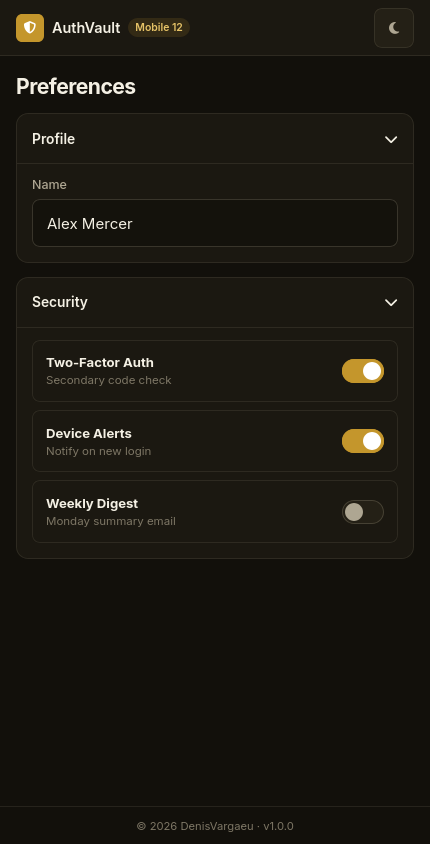 AuthVault Mobile 12
Preferences
Profile
Name
Alex Mercer
Security
Two-Factor Auth
Secondary code check
Device Alerts
Notify on new login
Weekly Digest
Monday summary email
© 2026 DenisVargaeu · v1.0.0